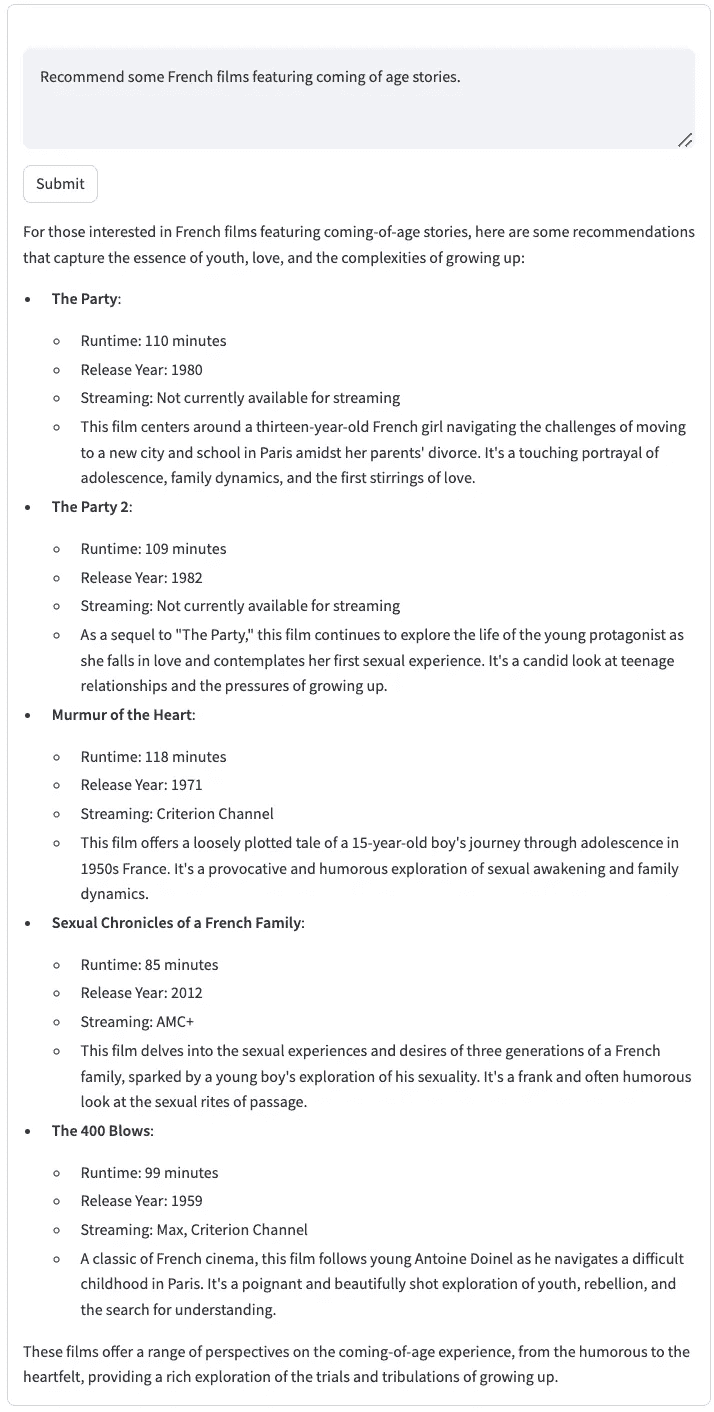 Recommend some French films featuring coming of age stories.
Submit
For those interested in French films featuring coming-of-age stories, here are some recommendations
that capture the essence of youth, love, and the complexities of growing up:
• The Party:
◦ Runtime: 110 minutes
◦ Release Year: 1980
◦ Streaming: Not currently available for streaming
◦ This film centers around a thirteen-year-old French girl navigating the challenges of moving
to a new city and school in Paris amidst her parents' divorce. It's a touching portrayal of
adolescence, family dynamics, and the first stirrings of love.
• The Party 2:
◦ Runtime: 109 minutes
◦ Release Year: 1982
◦ Streaming: Not currently available for streaming
◦ As a sequel to "The Party," this film continues to explore the life of the young protagonist as
she falls in love and contemplates her first sexual experience. It's a candid look at teenage
relationships and the pressures of growing up.
• Murmur of the Heart:
◦ Runtime: 118 minutes
◦ Release Year: 1971
◦ Streaming: Criterion Channel
◦ This film offers a loosely plotted tale of a 15-year-old boy's journey through adolescence in
1950s France. It's a provocative and humorous exploration of sexual awakening and family
dynamics.
• Sexual Chronicles of a French Family:
◦ Runtime: 85 minutes
◦ Release Year: 2012
◦ Streaming: AMC+
◦ This film delves into the sexual experiences and desires of three generations of a French
family, sparked by a young boy's exploration of his sexuality. It's a frank and often humorous
look at the sexual rites of passage.
• The 400 Blows:
◦ Runtime: 99 minutes
◦ Release Year: 1959
◦ Streaming: Max, Criterion Channel
◦ A classic of French cinema, this film follows young Antoine Doinel as he navigates a difficult
childhood in Paris. It's a poignant and beautifully shot exploration of youth, rebellion, and
the search for understanding.
These films offer a range of perspectives on the coming-of-age experience, from the humorous to the
heartfelt, providing a rich exploration of the trials and tribulations of growing up.